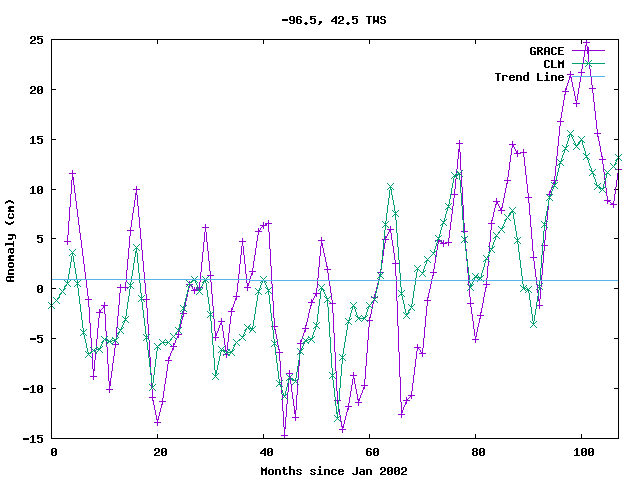 -96.5, 42.5 TWS
25
20
15
10
5
0
-5
-10
-15
Anomaly (cm)
GRACE
CLM
Trend Line
0 20 40 60 80 100
Months since Jan 2002